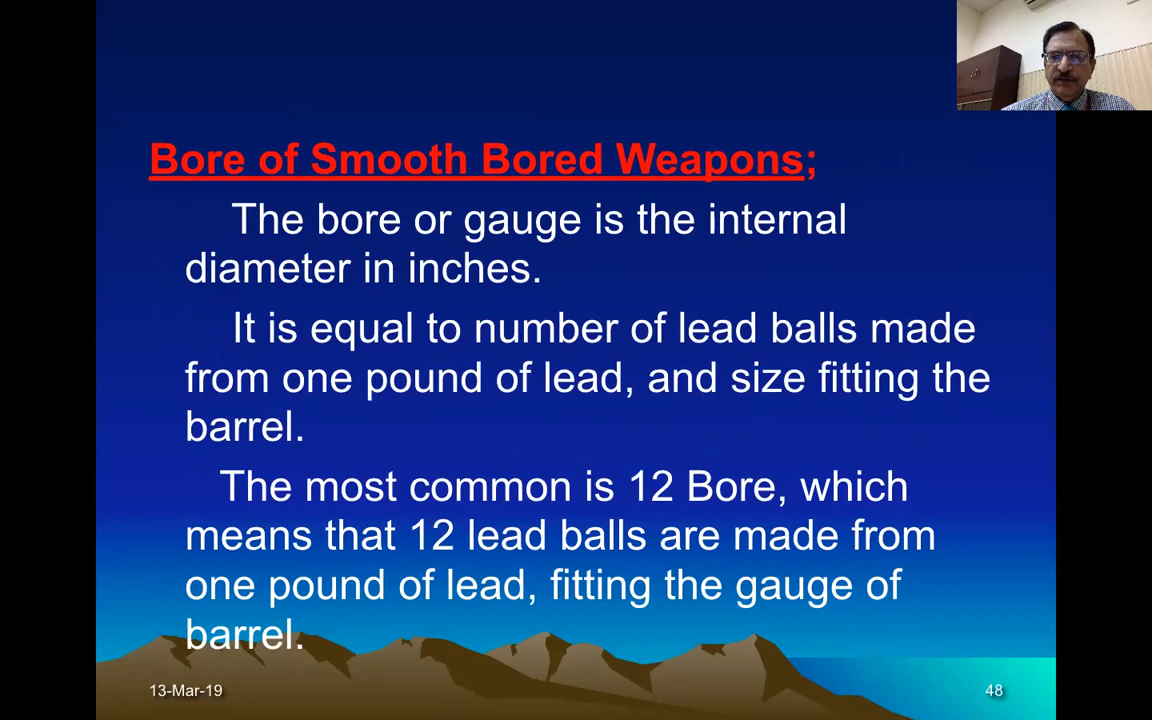 Bore of Smooth Bored Weapons;
The bore or gauge is the internal
diameter in inches.
It is equal to number of lead balls made
from one pound of lead, and size fitting the
barrel.
The most common is 12 Bore, which
means that 12 lead balls are made from
one pound of lead, fitting the gauge of
barrel.
13-Mar-19
48